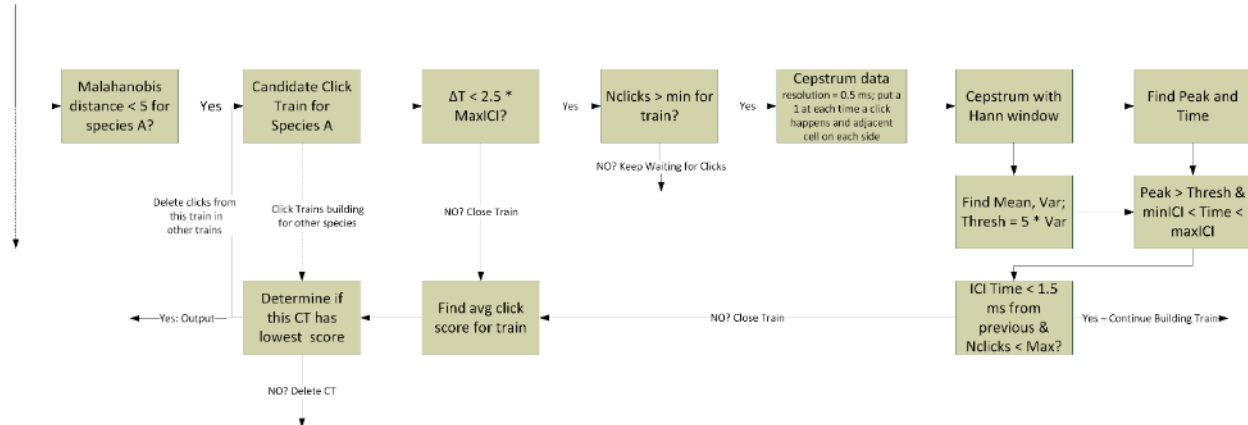 Malahanobis
distance < 5 for
species A?
Yes
Candidate Click
Train for
Species A
ΔT < 2.5 *
MaxICI?
Yes
Nclicks > min for
train?
Yes
Cepstrum data
resolution = 0.5 ms; put a
1 at each time a click
happens and adjacent
cell on each side
Cepstrum with
Hann window
Find Peak and
Time
NO? Keep Waiting for Clicks
Delete clicks from
this train in
other trains
Click Trains building
for other species
NO? Close Train
Find Mean, Var;
Thresh = 5 * Var
Peak > Thresh &
minICI < Time <
maxICI
Yes: Output
Determine if
this CT has
lowest score
Find avg click
score for train
NO? Close Train
ICI Time < 1.5
ms from
previous &
Nclicks < Max?
Yes – Continue Building Train
NO? Delete CT